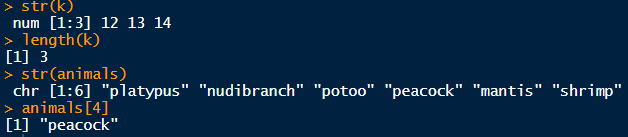 > str(k)
 num [1:3] 12 13 14
> length(k)
[1] 3
> str(animals)
 chr [1:6] "platypus" "nudibranch" "potoo" "peacock" "mantis" "shrimp"
> animals[4]
[1] "peacock"